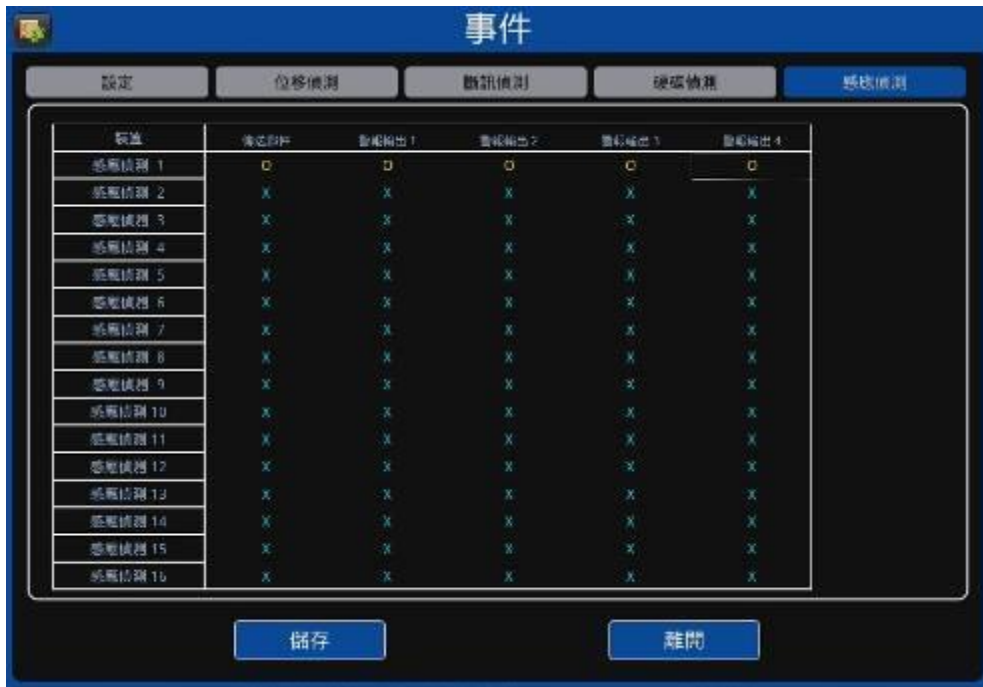 事件
設定 位移偵測 斷訊偵測 硬碟偵測 感應偵測
裝置 傳送郵件 警報輸出 1 警報輸出 2 警報輸出 3 警報輸出 4
感應偵測 1 O O O O O
感應偵測 2 X X X X X
感應偵測 3 X X X X X
感應偵測 4 X X X X X
感應偵測 5 X X X X X
感應偵測 6 X X X X X
感應偵測 7 X X X X X
感應偵測 8 X X X X X
感應偵測 9 X X X X X
感應偵測 10 X X X X X
感應偵測 11 X X X X X
感應偵測 12 X X X X X
感應偵測 13 X X X X X
感應偵測 14 X X X X X
感應偵測 15 X X X X X
感應偵測 16 X X X X X
儲存 離開